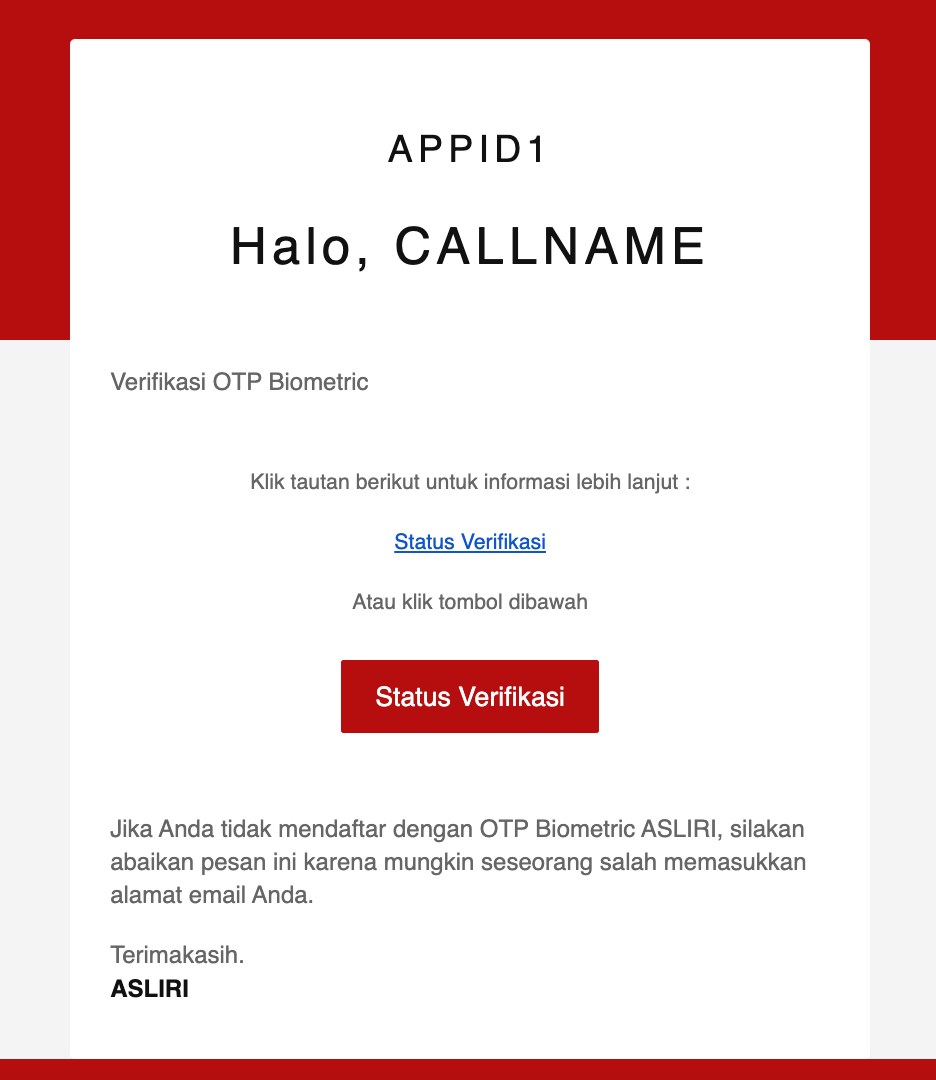 APPID1
Halo, CALLNAME
Verifikasi OTP Biometric
Klik tautan berikut untuk informasi lebih lanjut :
Status Verifikasi
Atau klik tombol dibawah
Status Verifikasi
Jika Anda tidak mendaftar dengan OTP Biometric ASLIRI, silakan
abaikan pesan ini karena mungkin seseorang salah memasukkan
alamat email Anda.
Terimakasih.
ASLIRI